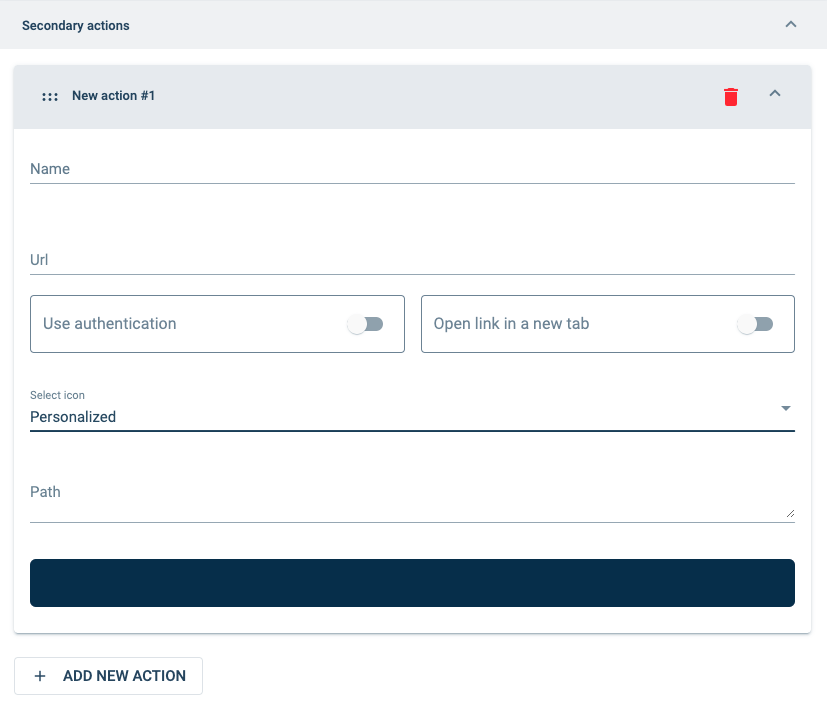 Secondary actions
New action #1
Name
Url
Use authentication
Open link in a new tab
Select icon
Personalized
Path
ADD NEW ACTION